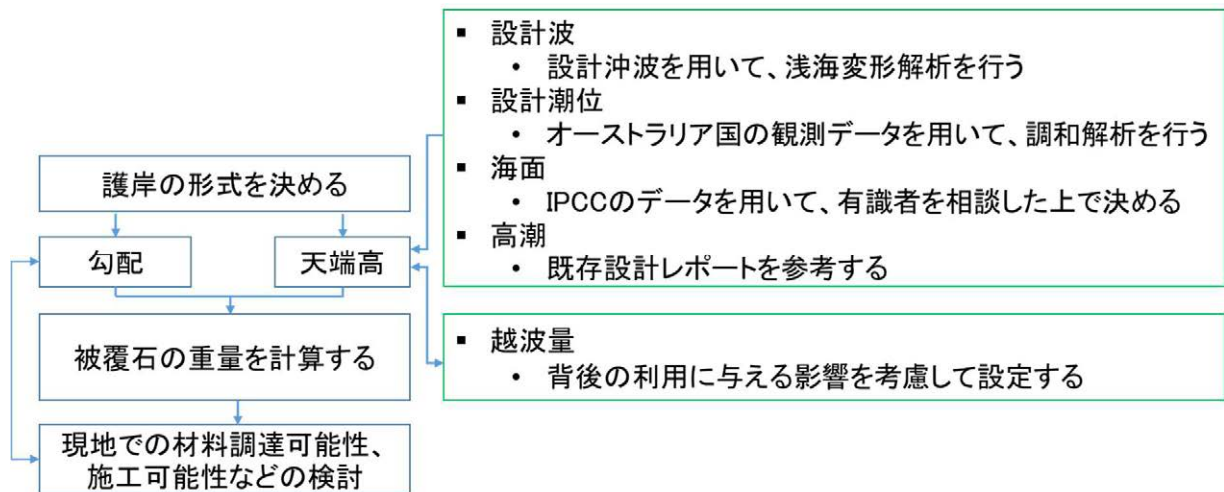 護岸の形式を決める
勾配
天端高
被覆石の重量を計算する
現地での材料調達可能性、
施工可能性などの検討
▪ 設計波
• 設計沖波を用いて、浅海変形解析を行う
▪ 設計潮位
• オーストラリア国の観測データを用いて、調和解析を行う
▪ 海面
• IPCCのデータを用いて、有識者を相談した上で決める
▪ 高潮
• 既存設計レポートを参考する
▪ 越波量
• 背後の利用に与える影響を考慮して設定する